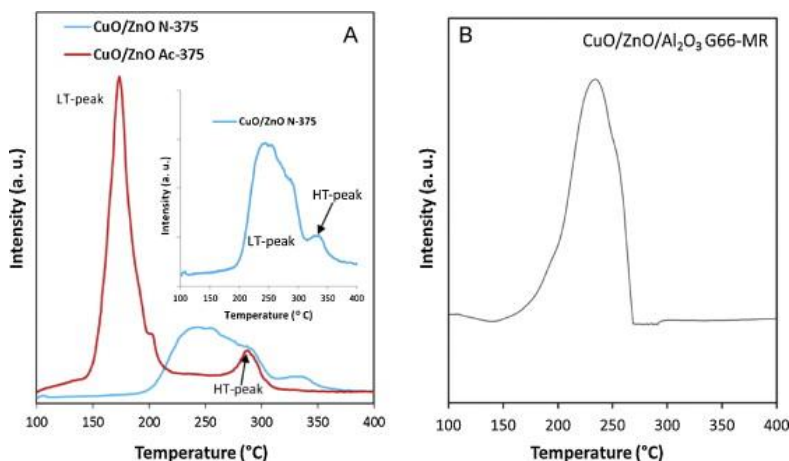 CuO/ZnO N-375
CuO/ZnO Ac-375
A
LT-peak
Intensity (a. u.)
CuO/ZnO N-375
HT-peak
LT-peak
Intensity (a. u.)
100 150 200 250 300 350 400
Temperature (° C)
HT-peak
100 150 200 250 300 350 400
Temperature (°C)
B
CuO/ZnO/Al₂O₃ G66-MR
Intensity (a. u.)
100 150 200 250 300 350 400
Temperature (°C)